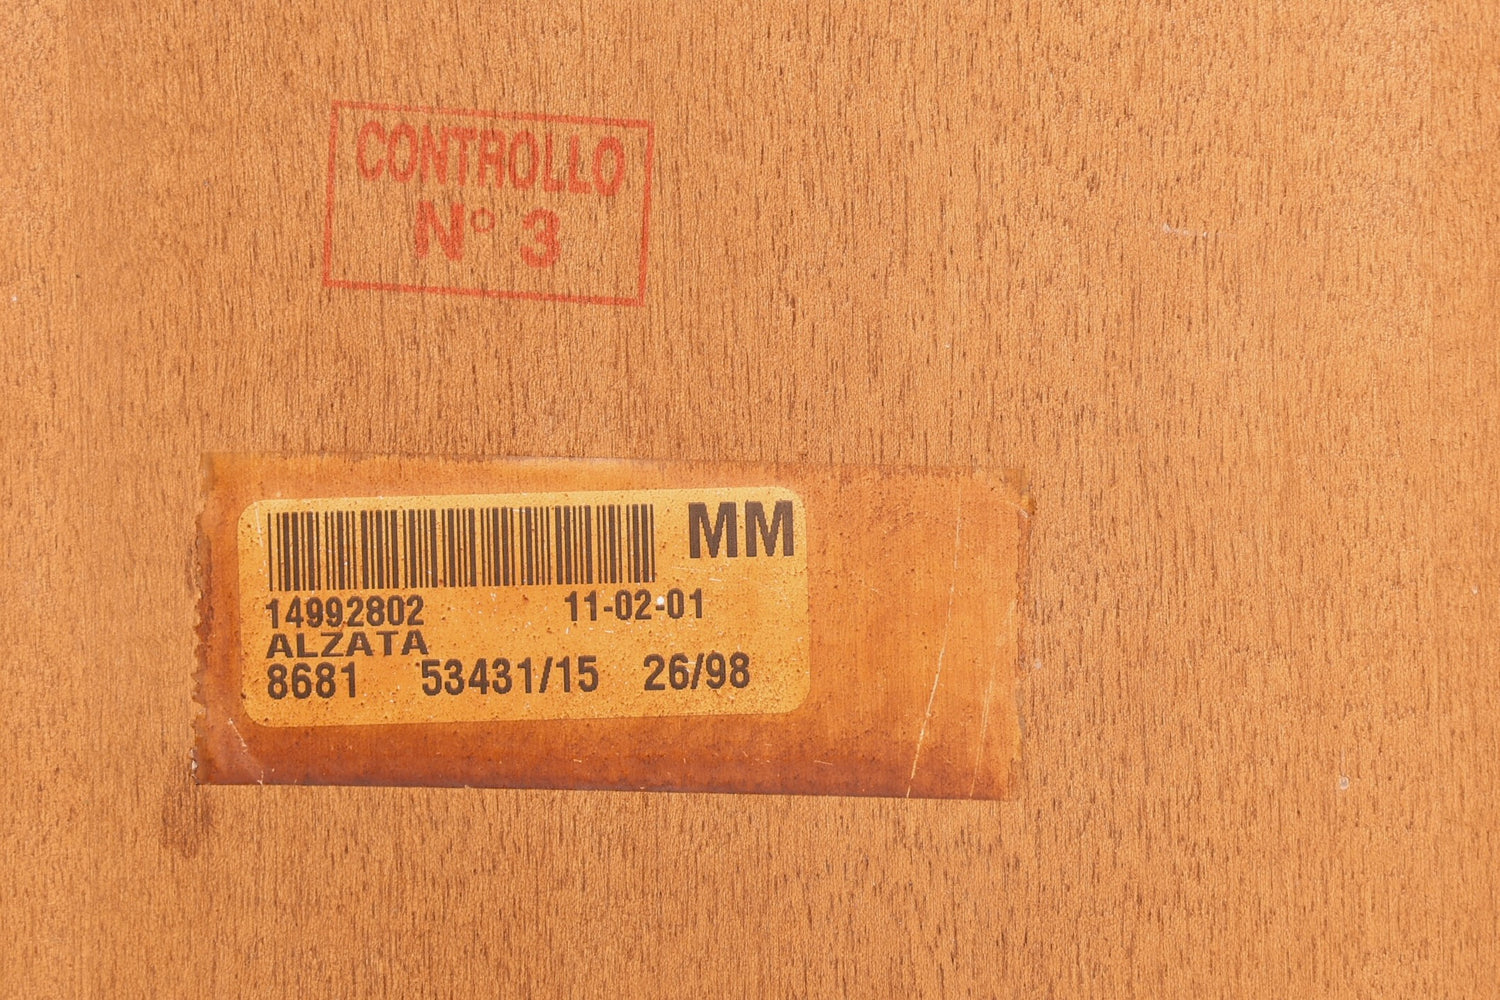 CONTROLLO
N° 3
MM
14992802 11-02-01
ALZATA
8681 53431/15 26/98